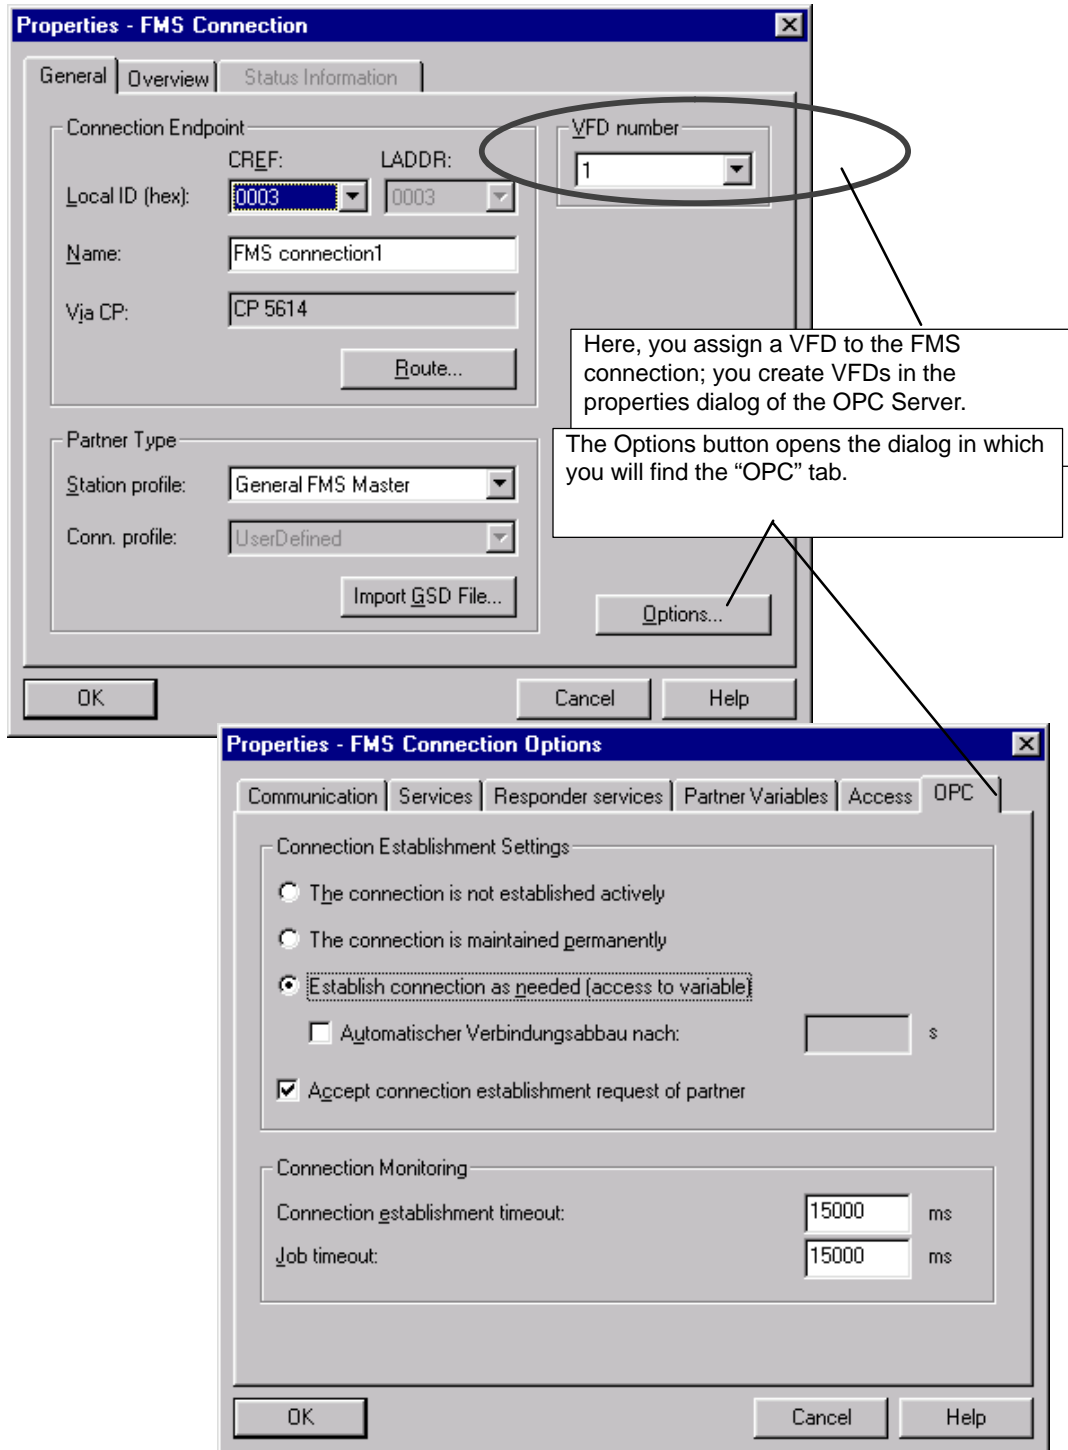 Properties - FMS Connection
General Overview Status Information
Connection Endpoint
VFD number
CREF: LADDR:
1
Local ID (hex): 0003 0003
Name: FMS connection1
Via CP: CP 5614
Route...
Here, you assign a VFD to the FMS
connection; you create VFDs in the
properties dialog of the OPC Server.
Partner Type
The Options button opens the dialog in which
you will find the “OPC” tab.
Station profile: General FMS Master
Conn. profile: UserDefined
Import GSD File...
Options...
OK Cancel Help
Properties - FMS Connection Options
Communication Services Responder services Partner Variables Access OPC
Connection Establishment Settings
The connection is not established actively
The connection is maintained permanently
Establish connection as needed (access to variable)
Automatischer Verbindungsabbau nach: s
Accept connection establishment request of partner
Connection Monitoring
Connection establishment timeout: 15000 ms
Job timeout: 15000 ms
OK Cancel Help